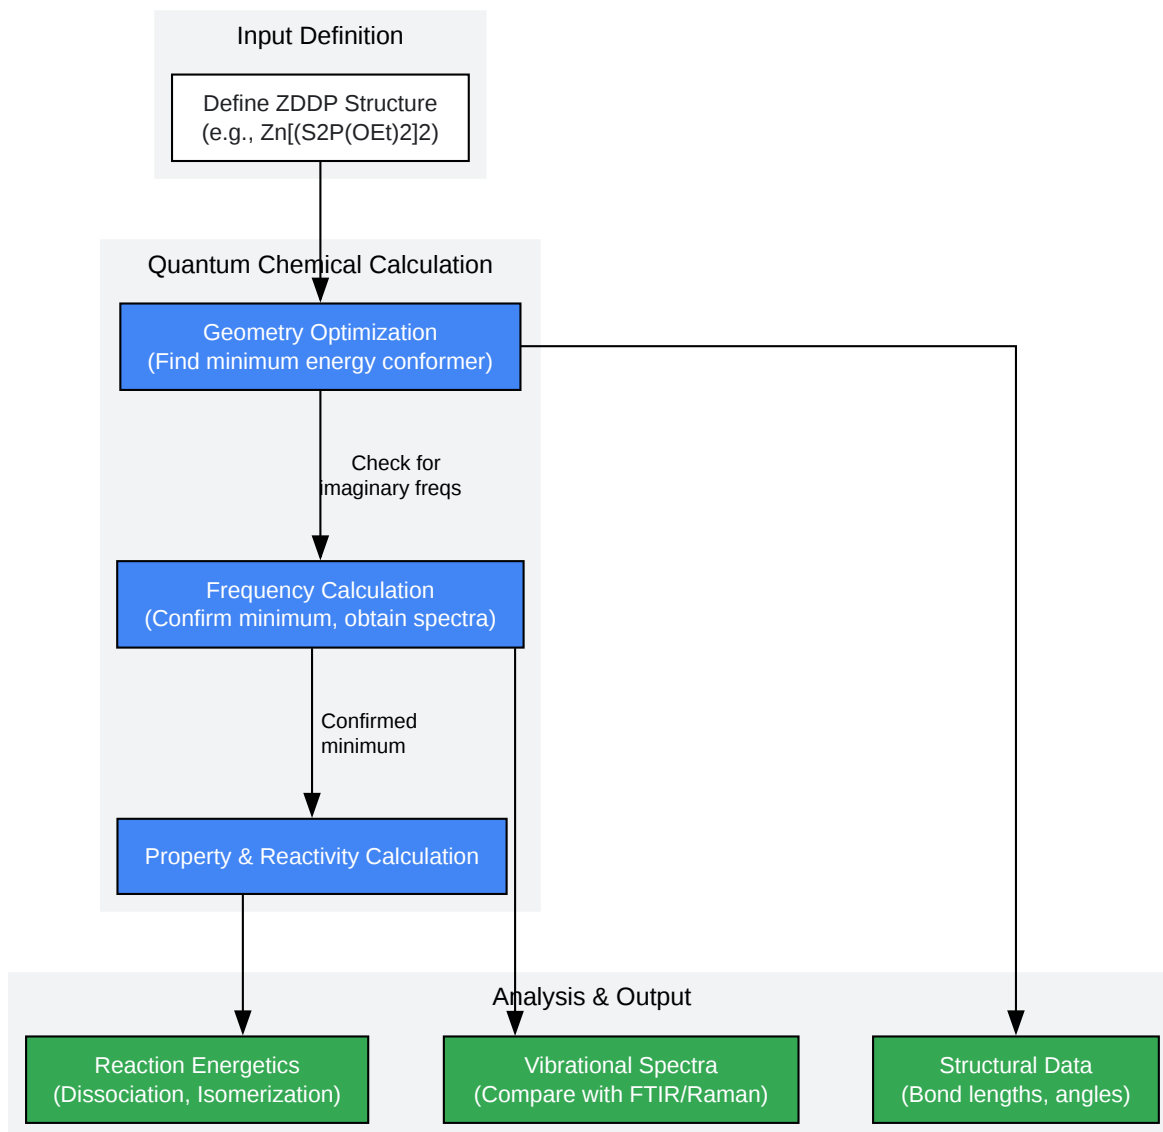 Input Definition
Define ZDDP Structure
(e.g., Zn[(S2P(OEt)2]2)
Quantum Chemical Calculation
Geometry Optimization
(Find minimum energy conformer)
Check for
imaginary freqs
Frequency Calculation
(Confirm minimum, obtain spectra)
Confirmed
minimum
Property & Reactivity Calculation
Analysis & Output
Reaction Energetics
(Dissociation, Isomerization)
Vibrational Spectra
(Compare with FTIR/Raman)
Structural Data
(Bond lengths, angles)